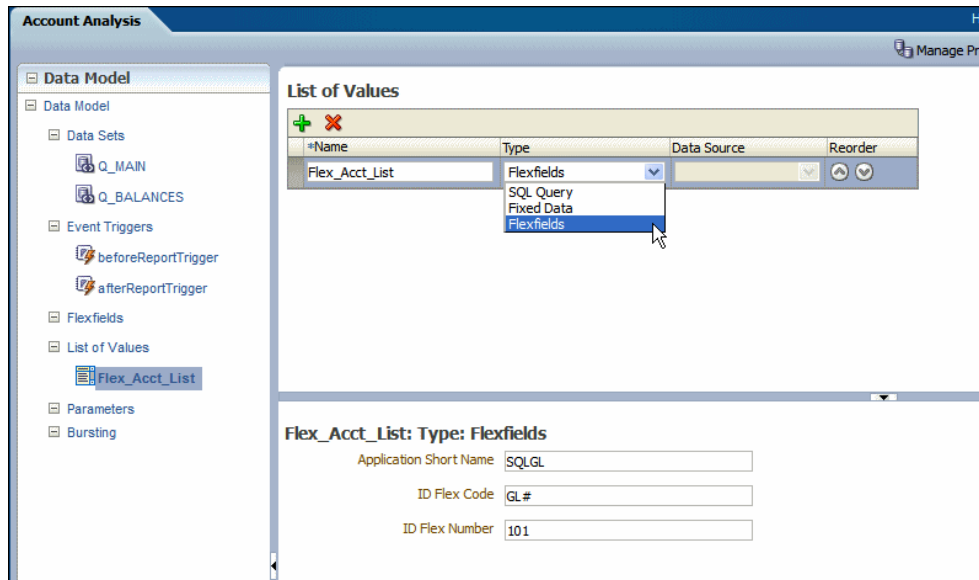 Account Analysis
Manage Pr
Data Model
Data Model
Data Sets
Q_MAIN
Q_BALANCES
Event Triggers
beforeReportTrigger
afterReportTrigger
Flexfields
List of Values
Flex_Acct_List
Parameters
Bursting
List of Values
*Name Type Data Source Reorder
Flex_Acct_List Flexfields
SQL Query
Fixed Data
Flexfields
Flex_Acct_List: Type: Flexfields
Application Short Name SQLGL
ID Flex Code GL#
ID Flex Number 101